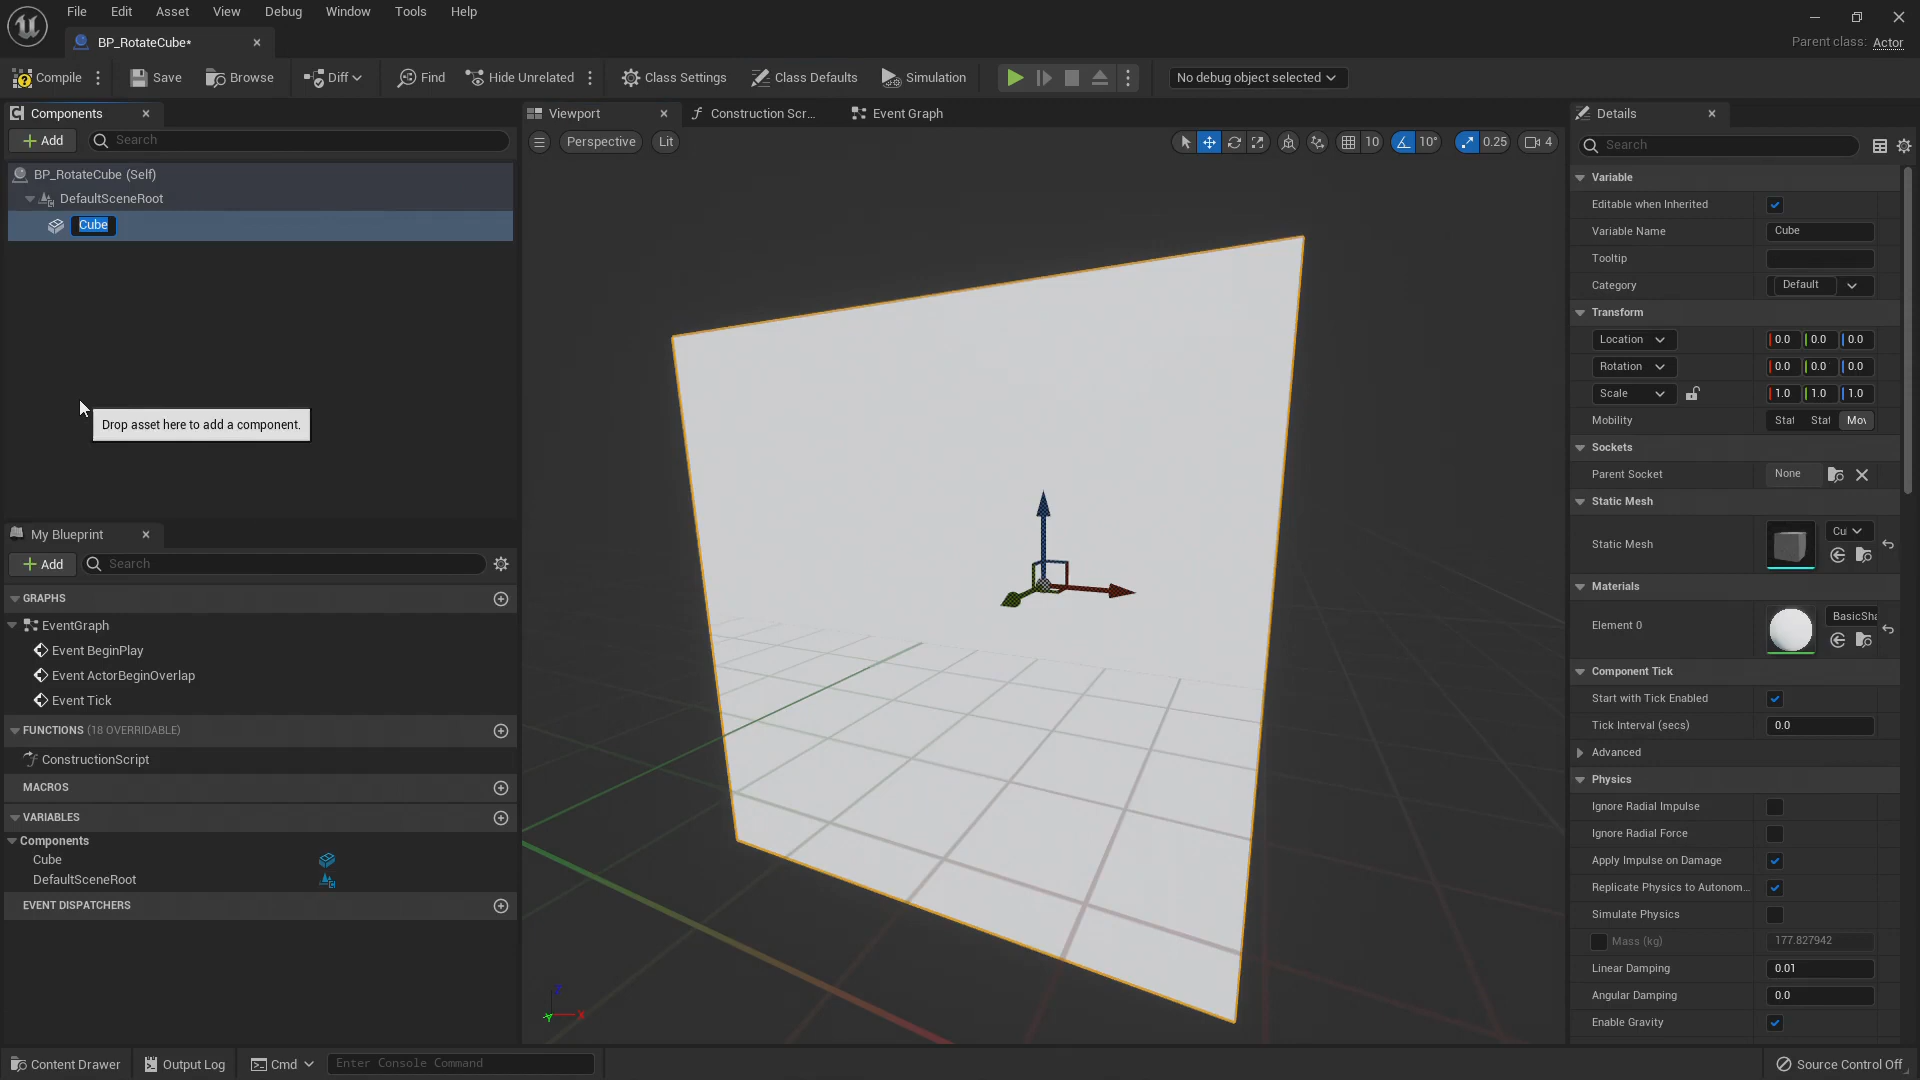 File Edit Asset View Debug Window Tools Help
BP_RotateCube*
Parent class: Actor
Compile Save Browse Diff Find Hide Unrelated Class Settings Class Defaults Simulation No debug object selected
Components
Add Search
BP_RotateCube (Self)
DefaultSceneRoot
Cube
Drop asset here to add a component.
My Blueprint
Add Search
GRAPHS
EventGraph
Event BeginPlay
Event ActorBeginOverlap
Event Tick
FUNCTIONS (18 OVERRIDABLE)
ConstructionScript
MACROS
VARIABLES
Components
Cube
DefaultSceneRoot
EVENT DISPATCHERS
Viewport Construction Scr... Event Graph
Perspective Lit 10 10° 0.25 4
Z
X
Y
Details
Search
Variable
Editable when Inherited
Variable Name Cube
Tooltip
Category Default
Transform
Location 0.0 0.0 0.0
Rotation 0.0 0.0 0.0
Scale 1.0 1.0 1.0
Mobility Stat Stat Mov
Sockets
Parent Socket None
Static Mesh
Static Mesh Cu
Materials
Element 0 BasicSha
Component Tick
Start with Tick Enabled
Tick Interval (secs) 0.0
Advanced
Physics
Ignore Radial Impulse
Ignore Radial Force
Apply Impulse on Damage
Replicate Physics to Autonom...
Simulate Physics
Mass (kg) 177.827942
Linear Damping 0.01
Angular Damping 0.0
Enable Gravity
Content Drawer Output Log Cmd Enter Console Command Source Control Off